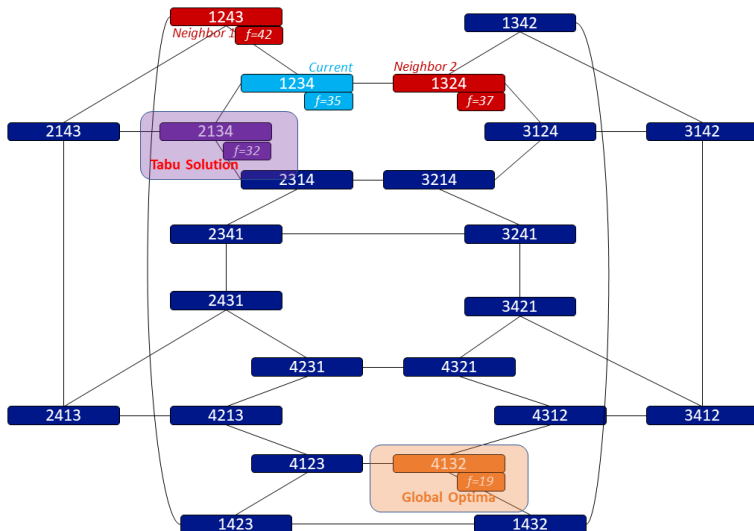 1243
Neighbor 1
f=42
1342
Current
1234
f=35
Neighbor 2
1324
f=37
2143
2134
f=32
Tabu Solution
3124
3142
2314
3214
2341
3241
2431
3421
4231
4321
2413
4213
4312
3412
4123
4132
f=19
Global Optima
1423
1432